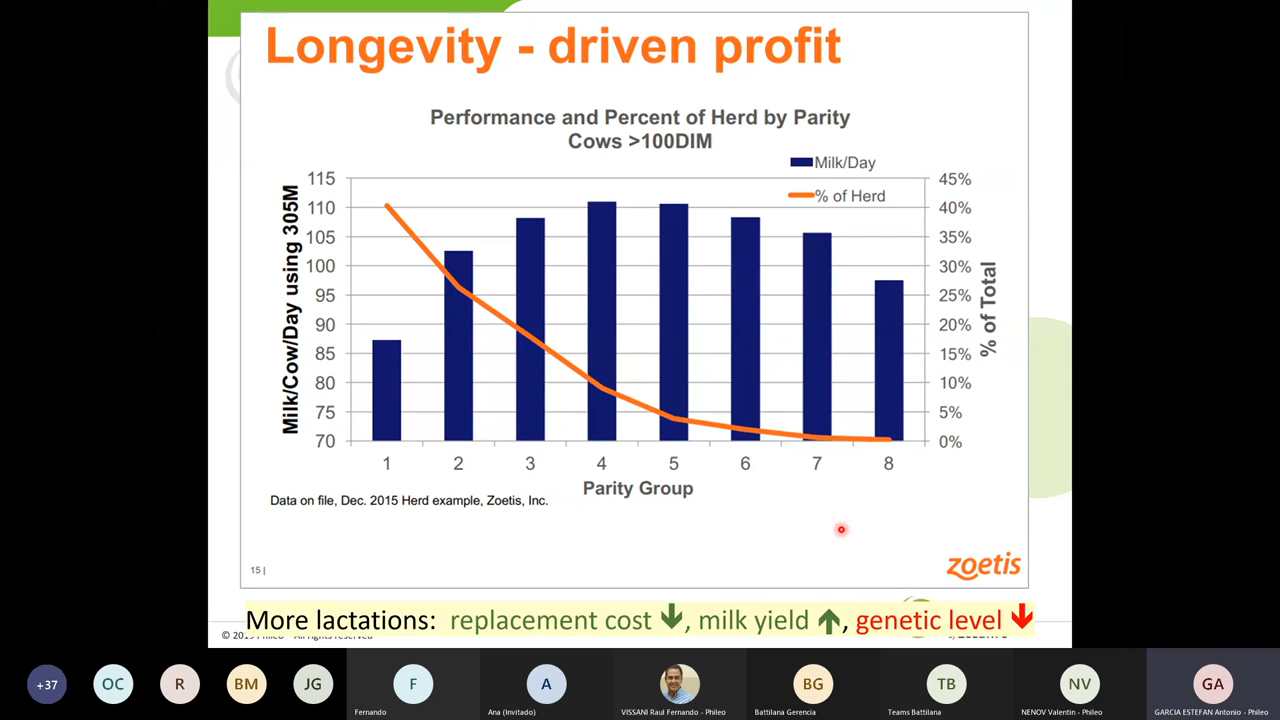 Longevity - driven profit
Performance and Percent of Herd by Parity
Cows >100DIM
Milk/Day
% of Herd
Milk/Cow/Day using 305M
115
110
105
100
95
90
85
80
75
70
45%
40%
35%
30%
25%
20%
15%
10%
5%
0%
% of Total
1 2 3 4 5 6 7 8
Parity Group
Data on file, Dec. 2015 Herd example, Zoetis, Inc.
15 |
zoetis
More lactations: replacement cost, milk yield, genetic level
+37 OC R BM JG F A BG TB NV GA
Fernando
Ana (Invitado)
VISSANI Raul Fernando - Phileo
Battilana Gerencia
Teams Battilana
NENOV Valentin - Phileo
GARCIA ESTEFAN Antonio - Phileo